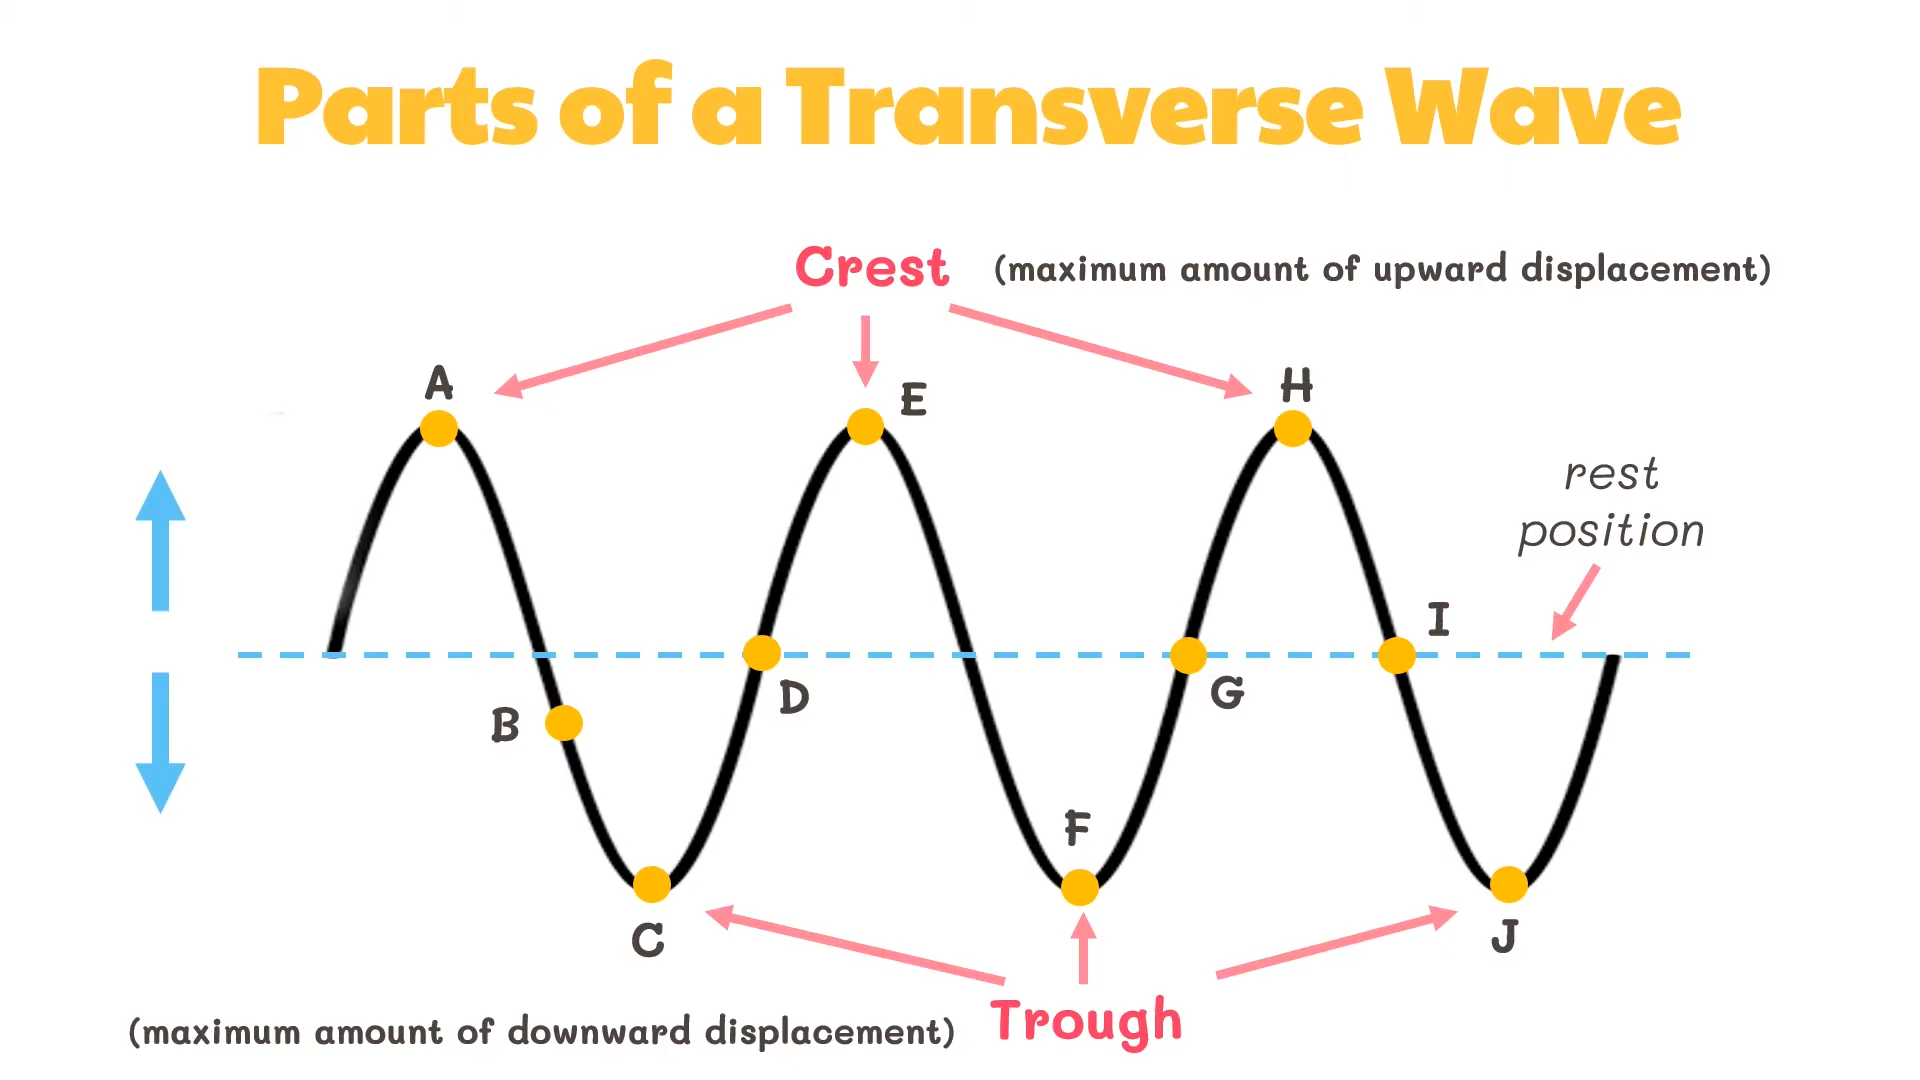 Parts of a Transverse Wave
Crest (maximum amount of upward displacement)
A
E
H
rest
position
I
D
G
B
F
C
J
(maximum amount of downward displacement) Trough